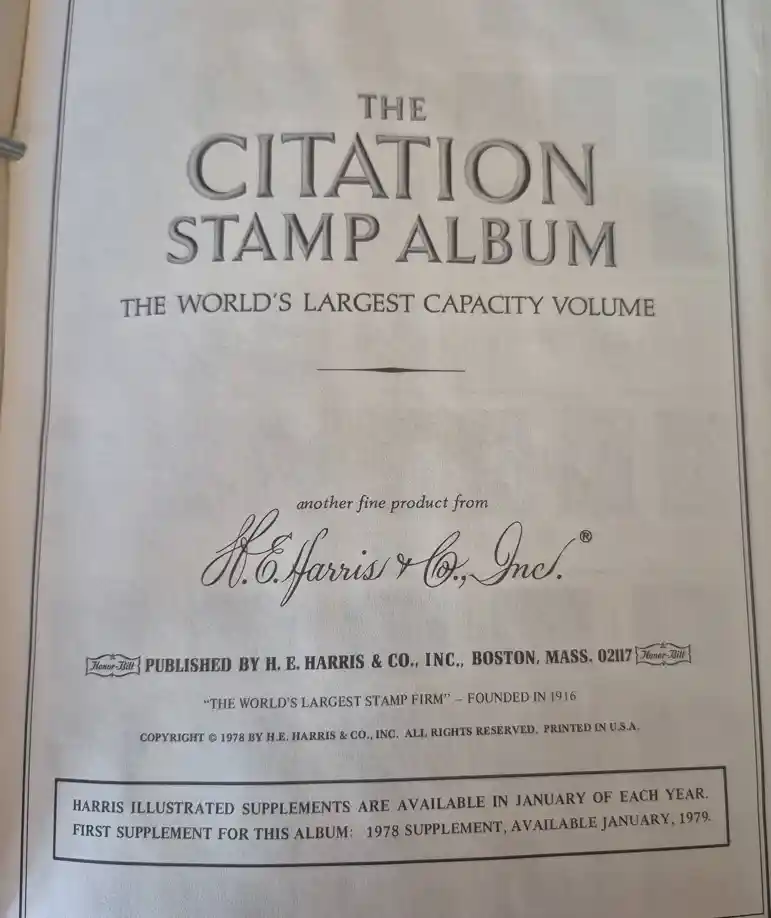 THE
CITATION
STAMP ALBUM
THE WORLD'S LARGEST CAPACITY VOLUME
another fine product from
H.E. Harris & Co., Inc.®
The Honor-Bilt PUBLISHED BY H. E. HARRIS & CO., INC., BOSTON, MASS. 02117 The Honor-Bilt
"THE WORLD'S LARGEST STAMP FIRM" – FOUNDED IN 1916
COPYRIGHT © 1978 BY H.E. HARRIS & CO., INC. ALL RIGHTS RESERVED. PRINTED IN U.S.A.
HARRIS ILLUSTRATED SUPPLEMENTS ARE AVAILABLE IN JANUARY OF EACH YEAR.
FIRST SUPPLEMENT FOR THIS ALBUM: 1978 SUPPLEMENT, AVAILABLE JANUARY, 1979.